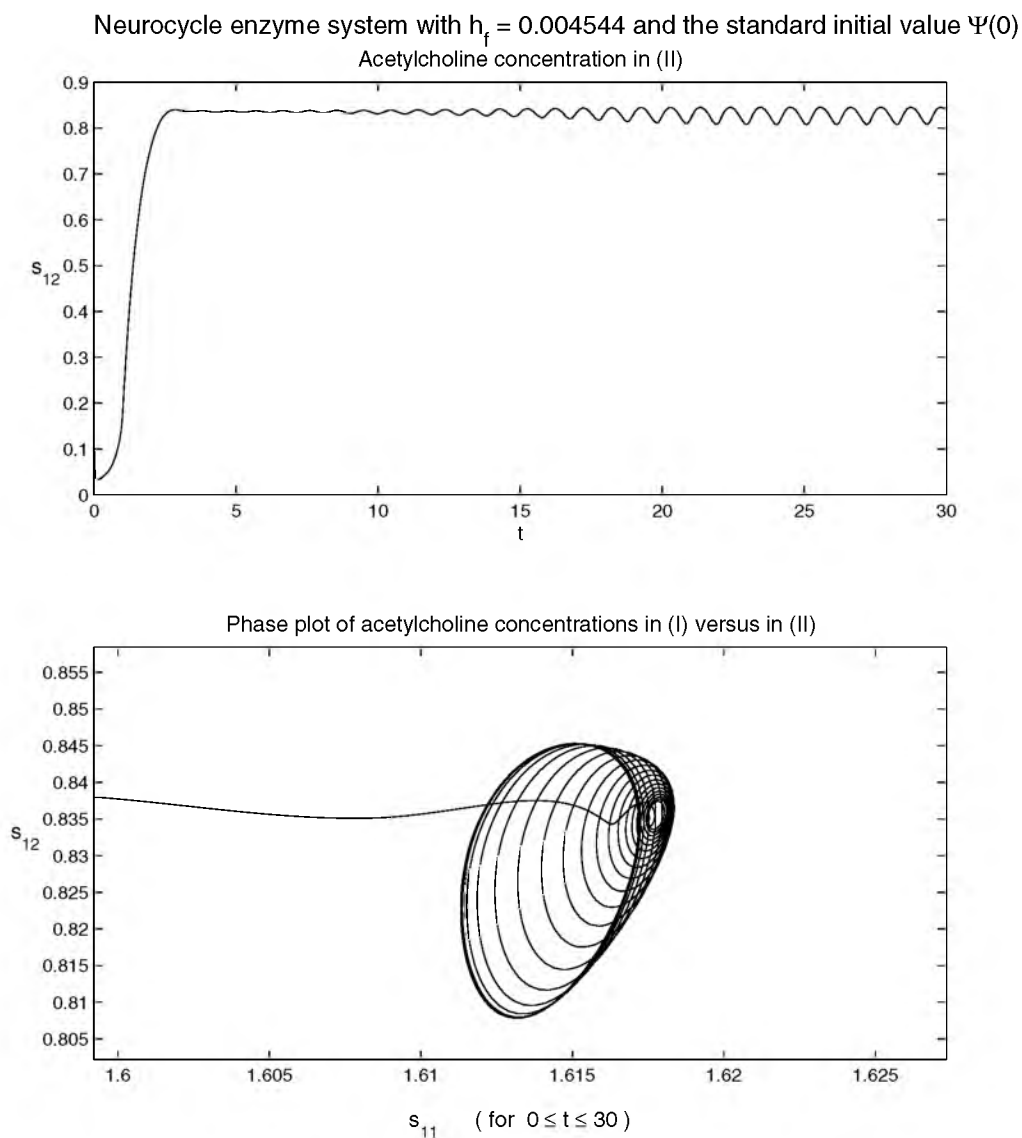 Neurocycle enzyme system with h_f = 0.004544 and the standard initial value Ψ(0)
Acetylcholine concentration in (II)
0.9
0.8
0.7
0.6
0.5
s_12
0.4
0.3
0.2
0.1
0
0 5 10 15 20 25 30
t
Phase plot of acetylcholine concentrations in (I) versus in (II)
0.855
0.85
0.845
0.84
0.835
s_12
0.83
0.825
0.82
0.815
0.81
0.805
1.6 1.605 1.61 1.615 1.62 1.625
s_11 ( for 0 ≤ t ≤ 30 )